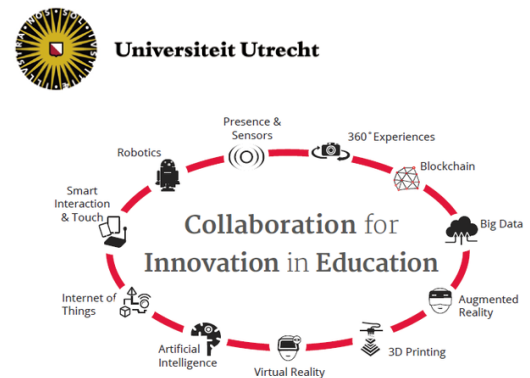 Universiteit Utrecht
Presence &
Sensors
360° Experiences
Robotics
Blockchain
Smart
Interaction
& Touch
Big Data
Collaboration for
Innovation in Education
Internet of
Things
Augmented
Reality
Artificial
Intelligence
3D Printing
Virtual Reality